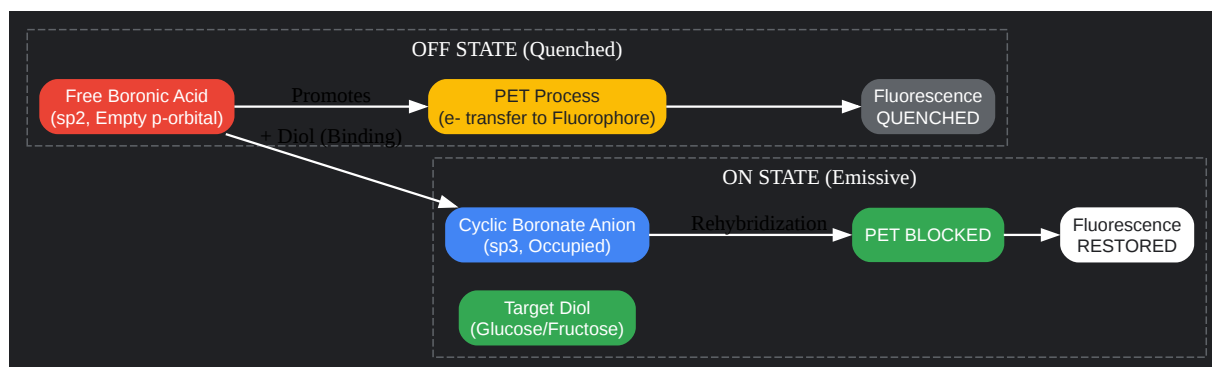 OFF STATE (Quenched)
Free Boronic Acid
(sp2, Empty p-orbital)
Promotes
PET Process
(e- transfer to Fluorophore)
Fluorescence
QUENCHED
+ Diol (Binding)
ON STATE (Emissive)
Cyclic Boronate Anion
(sp3, Occupied)
Rehybridization
PET BLOCKED
Fluorescence
RESTORED
Target Diol
(Glucose/Fructose)